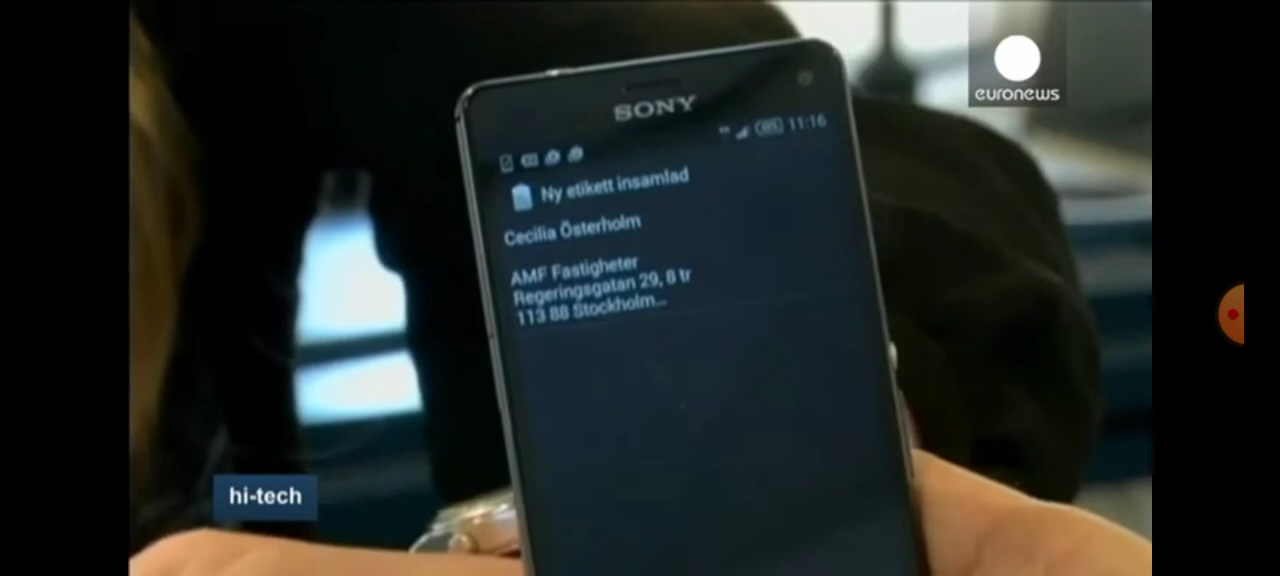 euronews
SONY
11:16
Ny etikett insamlad
Cecilia Österholm
AMF Fastigheter
Regeringsgatan 29, 8 tr
113 88 Stockholm...
hi-tech